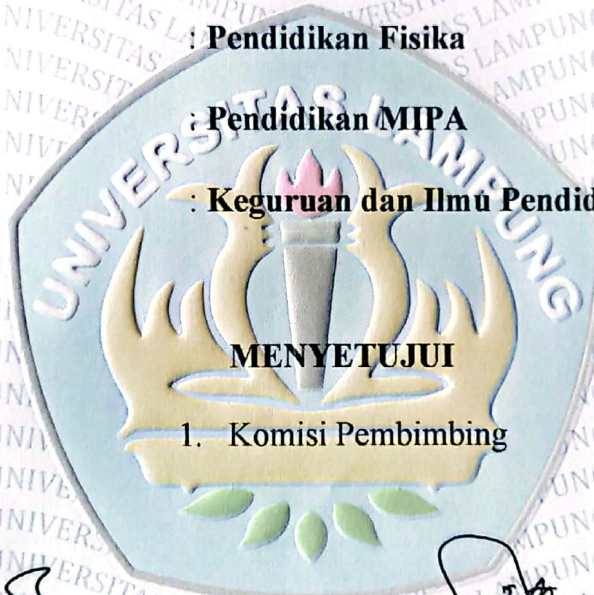 : Pendidikan Fisika
: Pendidikan MIPA
: Keguruan dan Ilmu Pendid
UNIVERSITAS LAMPUNG
MENYETUJUI
1. Komisi Pembimbing